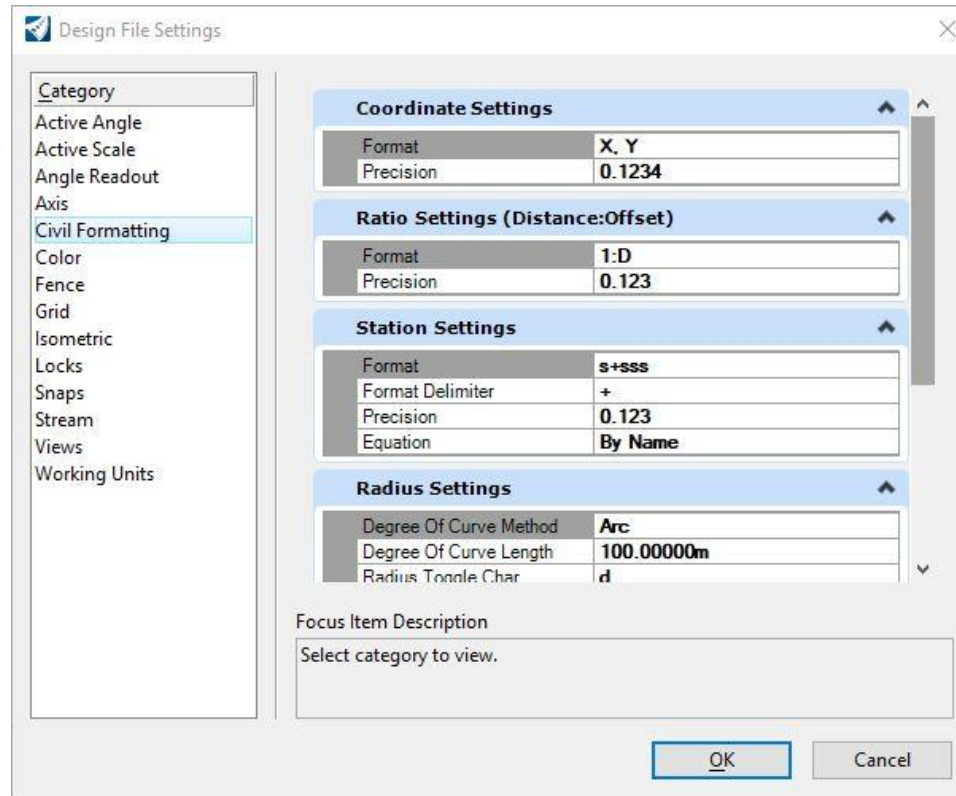 Design File Settings
Category
Active Angle
Active Scale
Angle Readout
Axis
Civil Formatting
Color
Fence
Grid
Isometric
Locks
Snaps
Stream
Views
Working Units
Coordinate Settings
Format X, Y
Precision 0.1234
Ratio Settings (Distance:Offset)
Format 1:D
Precision 0.123
Station Settings
Format s+sss
Format Delimiter +
Precision 0.123
Equation By Name
Radius Settings
Degree Of Curve Method Arc
Degree Of Curve Length 100.00000m
Radius Toggle Char d
Focus Item Description
Select category to view.
OK Cancel